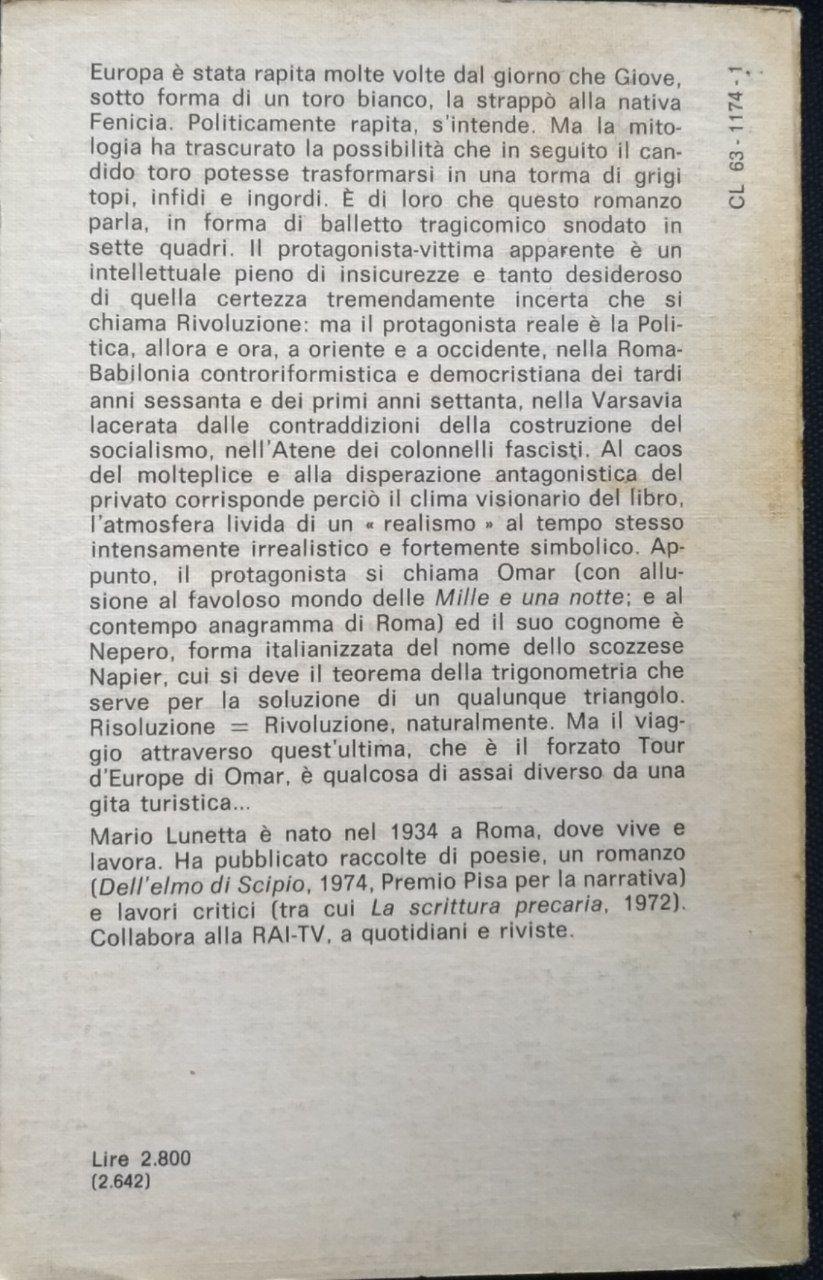 Europa è stata rapita molte volte dal giorno che Giove,
sotto forma di un toro bianco, la strappò alla nativa
Fenicia. Politicamente rapita, s'intende. Ma la mito-
logia ha trascurato la possibilità che in seguito il can-
dido toro potesse trasformarsi in una torma di grigi
topi, infidi e ingordi. È di loro che questo romanzo
parla, in forma di balletto tragicomico snodato in
sette quadri. Il protagonista-vittima apparente è un
intellettuale pieno di insicurezze e tanto desideroso
di quella certezza tremendamente incerta che si
chiama Rivoluzione: ma il protagonista reale è la Poli-
tica, allora e ora, a oriente e a occidente, nella Roma-
Babilonia controriformistica e democristiana dei tardi
anni sessanta e dei primi anni settanta, nella Varsavia
lacerata dalle contraddizioni della costruzione del
socialismo, nell'Atene dei colonnelli fascisti. Al caos
del molteplice e alla disperazione antagonistica del
privato corrisponde perciò il clima visionario del libro,
l'atmosfera livida di un « realismo » al tempo stesso
intensamente irrealistico e fortemente simbolico. Ap-
punto, il protagonista si chiama Omar (con allu-
sione al favoloso mondo delle Mille e una notte; e al
contempo anagramma di Roma) ed il suo cognome è
Nepero, forma italianizzata del nome dello scozzese
Napier, cui si deve il teorema della trigonometria che
serve per la soluzione di un qualunque triangolo.
Risoluzione = Rivoluzione, naturalmente. Ma il viag-
gio attraverso quest'ultima, che è il forzato Tour
d'Europe di Omar, è qualcosa di assai diverso da una
gita turistica...
Mario Lunetta è nato nel 1934 a Roma, dove vive e
lavora. Ha pubblicato raccolte di poesie, un romanzo
(Dell'elmo di Scipio, 1974, Premio Pisa per la narrativa)
e lavori critici (tra cui La scrittura precaria, 1972).
Collabora alla RAI-TV, a quotidiani e riviste.
Lire 2.800
(2.642)
CL 63-1174-1